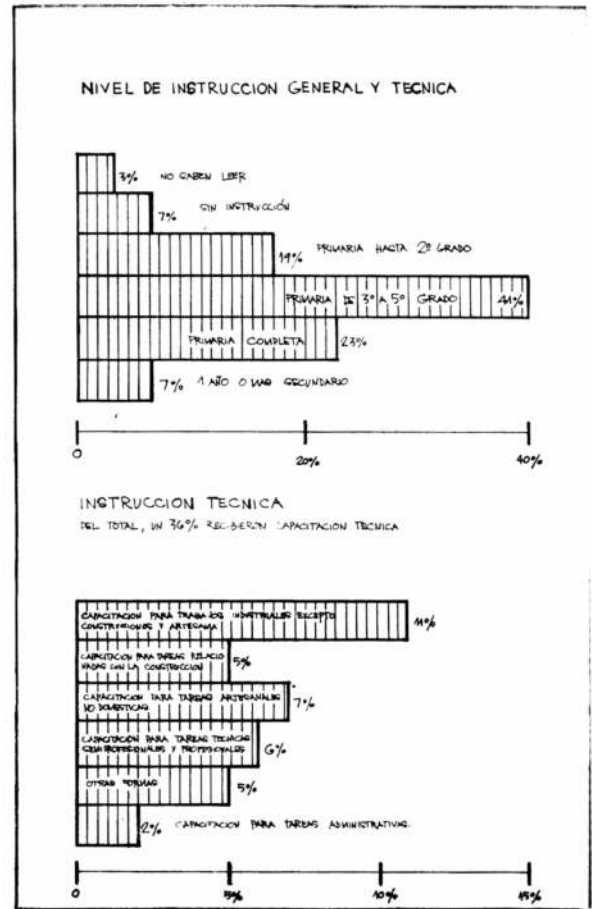 NIVEL DE INSTRUCCION GENERAL Y TECNICA
3% NO SABEN LEER
7% SIN INSTRUCCIÓN
19% PRIMARIA HASTA 2º GRADO
PRIMARIA DE 3º A 5º GRADO 41%
PRIMARIA COMPLETA 23%
7% 1 AÑO O MAS SECUNDARIO
0 20% 40%
INSTRUCCION TECNICA
DEL TOTAL, UN 36% RECIBIERON CAPACITACION TECNICA
CAPACITACION PARA TRABAJOS INDUSTRIALES EXCEPTO
CONSTRUCCIONES Y ARTESANIA 11%
CAPACITACION PARA TAREAS RELACIO
NADAS CON LA CONSTRUCCION 5%
CAPACITACION PARA TAREAS ARTESANALES
NO DOMESTICAS 7%
CAPACITACION PARA TAREAS TECNICAS
SEMIPROFESIONALES Y PROFESIONALES 6%
OTRAS FORMAS 5%
2% CAPACITACION PARA TAREAS ADMINISTRATIVAS.
0 5% 10% 15%